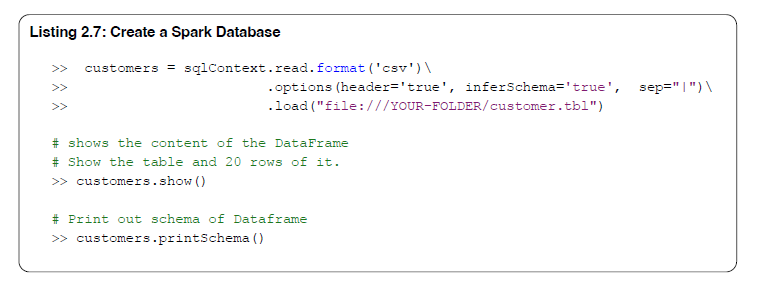 Listing 2.7: Create a Spark Database
>> customers = sqlContext.read.format('csv')\
>> .options(header='true', inferSchema='true', sep="|")\
>> .load("file:///YOUR-FOLDER/customer.tbl")
# shows the content of the DataFrame
# Show the table and 20 rows of it.
>> customers.show()
# Print out schema of Dataframe
>> customers.printSchema()